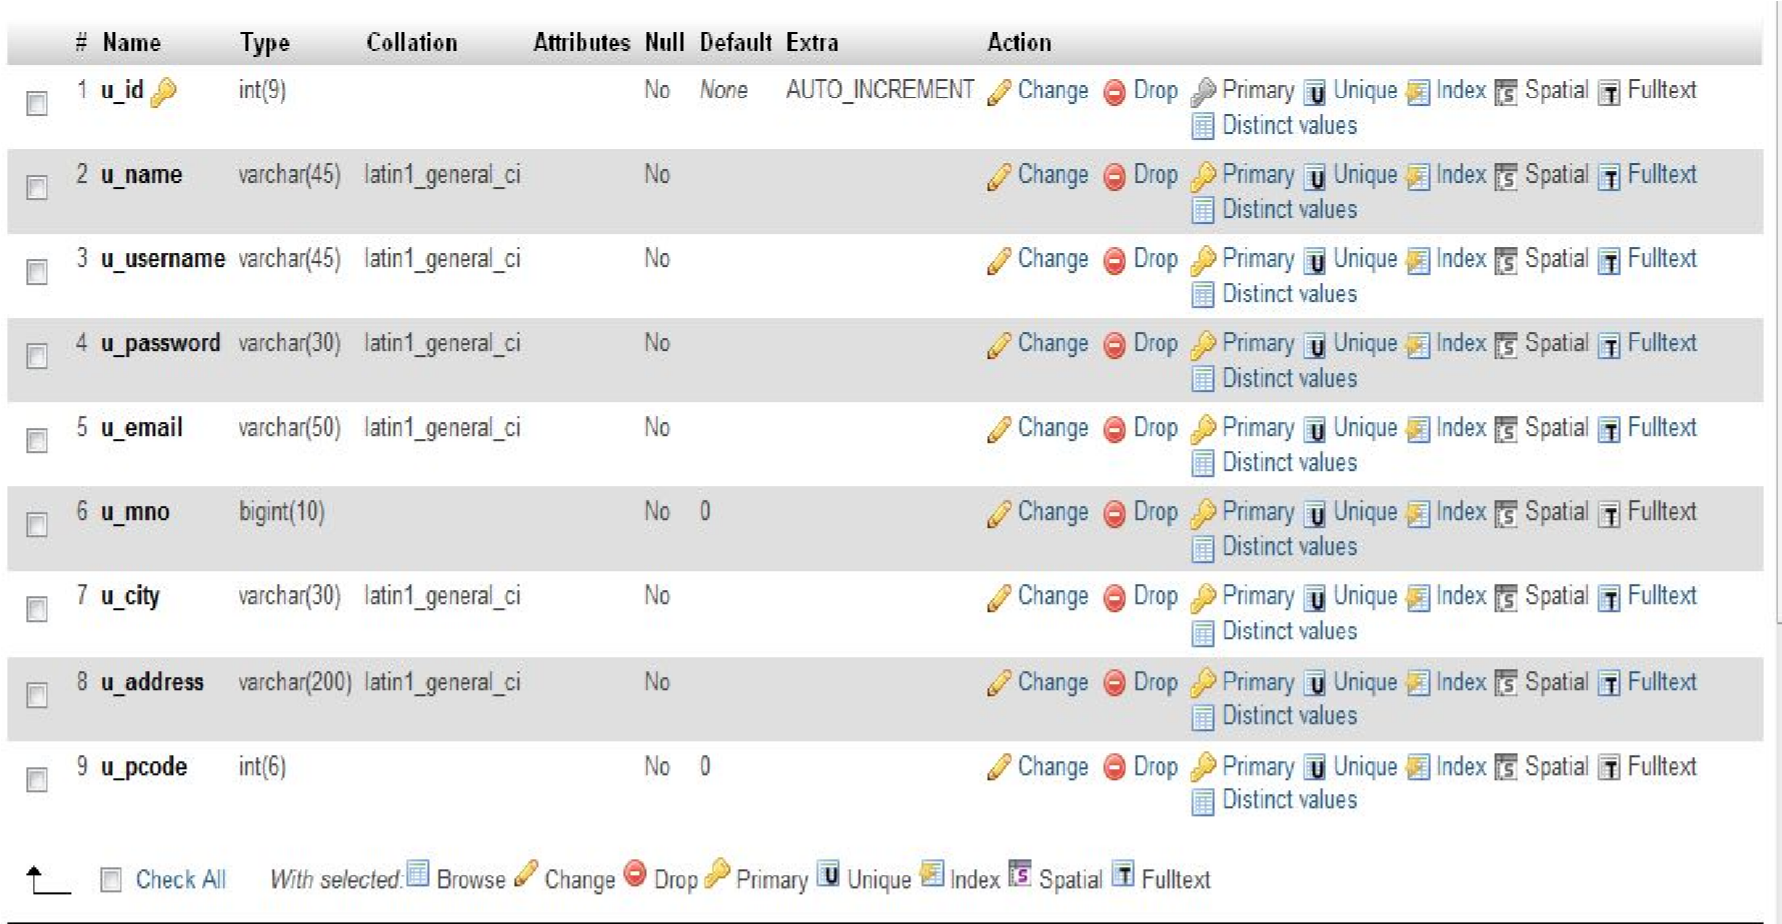 # Name Type Collation Attributes Null Default Extra Action
1 u_id int(9) No None AUTO_INCREMENT Change Drop Primary Unique Index Spatial Fulltext
Distinct values
2 u_name varchar(45) latin1_general_ci No Change Drop Primary Unique Index Spatial Fulltext
Distinct values
3 u_username varchar(45) latin1_general_ci No Change Drop Primary Unique Index Spatial Fulltext
Distinct values
4 u_password varchar(30) latin1_general_ci No Change Drop Primary Unique Index Spatial Fulltext
Distinct values
5 u_email varchar(50) latin1_general_ci No Change Drop Primary Unique Index Spatial Fulltext
Distinct values
6 u_mno bigint(10) No 0 Change Drop Primary Unique Index Spatial Fulltext
Distinct values
7 u_city varchar(30) latin1_general_ci No Change Drop Primary Unique Index Spatial Fulltext
Distinct values
8 u_address varchar(200) latin1_general_ci No Change Drop Primary Unique Index Spatial Fulltext
Distinct values
9 u_pcode int(6) No 0 Change Drop Primary Unique Index Spatial Fulltext
Distinct values
Check All With selected: Browse Change Drop Primary Unique Index Spatial Fulltext